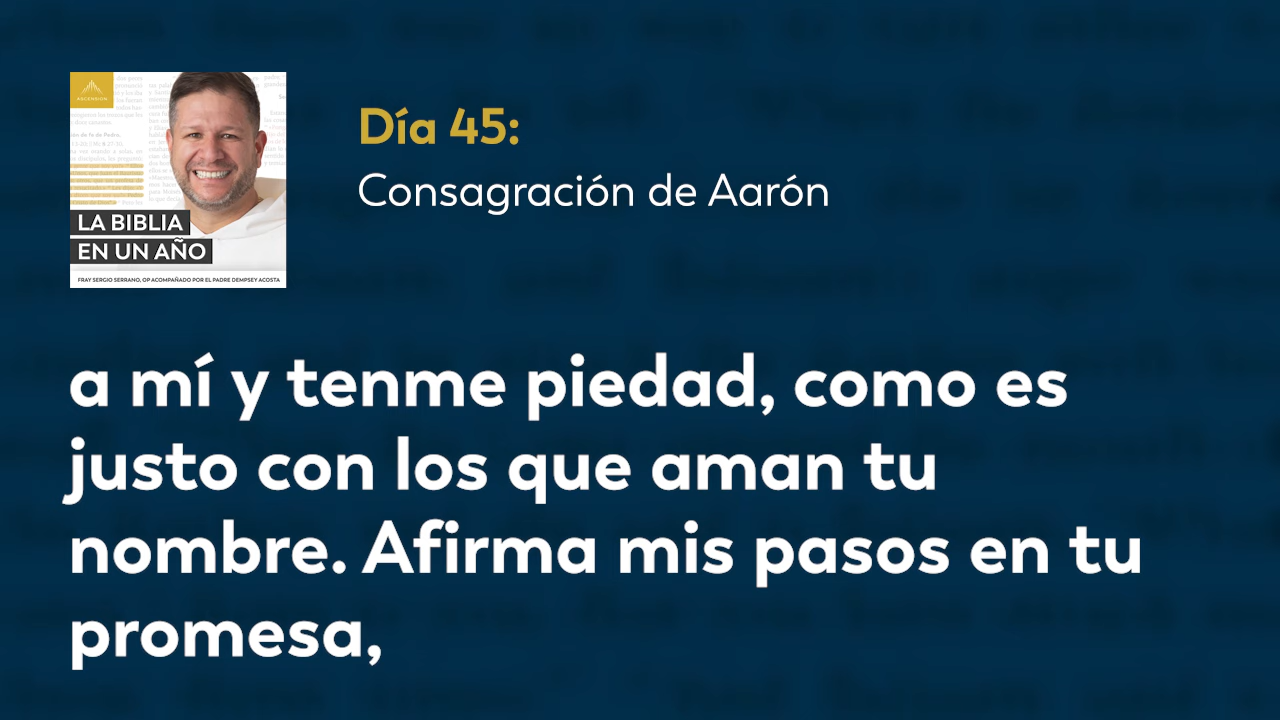 ASCENSION
Día 45:
Consagración de Aarón
LA BIBLIA
EN UN AÑO
FRAY SERGIO SERRANO, OP ACOMPAÑADO POR EL PADRE DEMPSEY ACOSTA
a mí y tenme piedad, como es
justo con los que aman tu
nombre. Afirma mis pasos en tu
promesa,